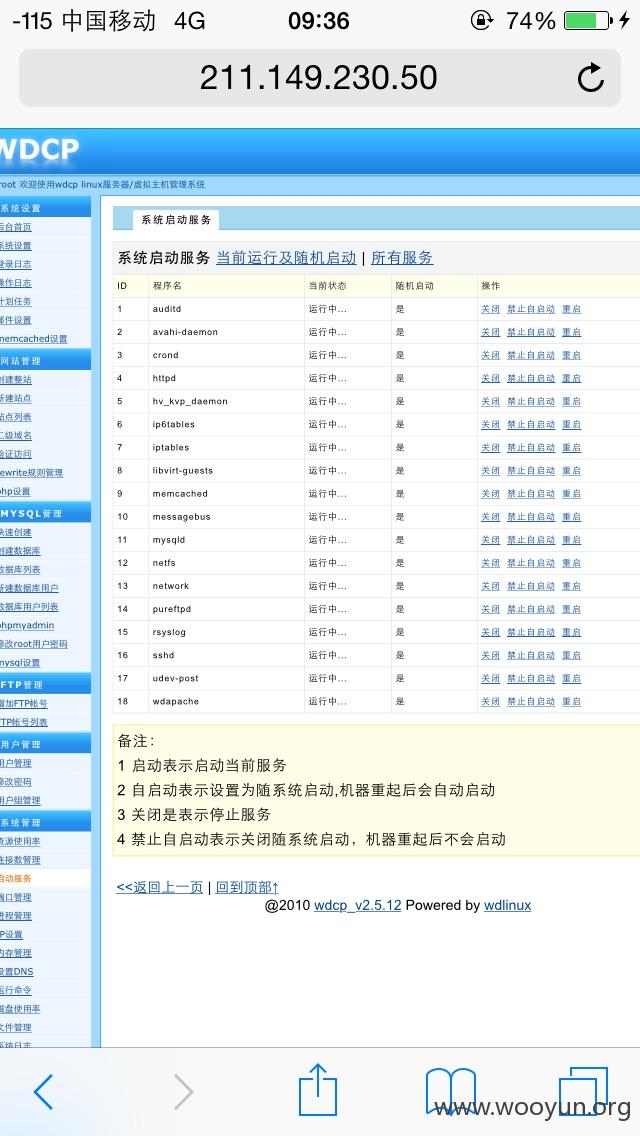 -115 中国移动 4G 09:36 74%
211.149.230.50
WDCP
root 欢迎使用wdcp linux服务器/虚拟主机管理系统
系统设置
后台首页
系统设置
登录日志
操作日志
计划任务
邮件设置
memcached设置
网站管理
创建整站
新建站点
站点列表
二级域名
验证访问
rewrite规则管理
php设置
MYSQL管理
快速创建
创建数据库
数据库列表
新建数据库用户
数据库用户列表
phpmyadmin
修改root用户密码
mysql设置
FTP管理
增加FTP帐号
FTP帐号列表
用户管理
用户管理
修改密码
用户组管理
系统管理
资源使用率
连接数管理
启动服务
端口管理
进程管理
IP设置
内存管理
设置DNS
运行命令
磁盘使用率
文件管理
系统日志
系统启动服务
系统启动服务 当前运行及随机启动 | 所有服务
ID 程序名 当前状态 随机启动 操作
1 auditd 运行中... 是 关闭 禁止自启动 重启
2 avahi-daemon 运行中... 是 关闭 禁止自启动 重启
3 crond 运行中... 是 关闭 禁止自启动 重启
4 httpd 运行中... 是 关闭 禁止自启动 重启
5 hv_kvp_daemon 运行中... 是 关闭 禁止自启动 重启
6 ip6tables 运行中... 是 关闭 禁止自启动 重启
7 iptables 运行中... 是 关闭 禁止自启动 重启
8 libvirt-guests 运行中... 是 关闭 禁止自启动 重启
9 memcached 运行中... 是 关闭 禁止自启动 重启
10 messagebus 运行中... 是 关闭 禁止自启动 重启
11 mysqld 运行中... 是 关闭 禁止自启动 重启
12 netfs 运行中... 是 关闭 禁止自启动 重启
13 network 运行中... 是 关闭 禁止自启动 重启
14 pureftpd 运行中... 是 关闭 禁止自启动 重启
15 rsyslog 运行中... 是 关闭 禁止自启动 重启
16 sshd 运行中... 是 关闭 禁止自启动 重启
17 udev-post 运行中... 是 关闭 禁止自启动 重启
18 wdapache 运行中... 是 关闭 禁止自启动 重启
备注:
1 启动表示启动当前服务
2 自启动表示设置为随系统启动,机器重起后会自动启动
3 关闭是表示停止服务
4 禁止自启动表示关闭随系统启动，机器重起后不会启动
<<返回上一页 | 回到顶部↑
@2010 wdcp_v2.5.12 Powered by wdlinux
www.wooyun.org